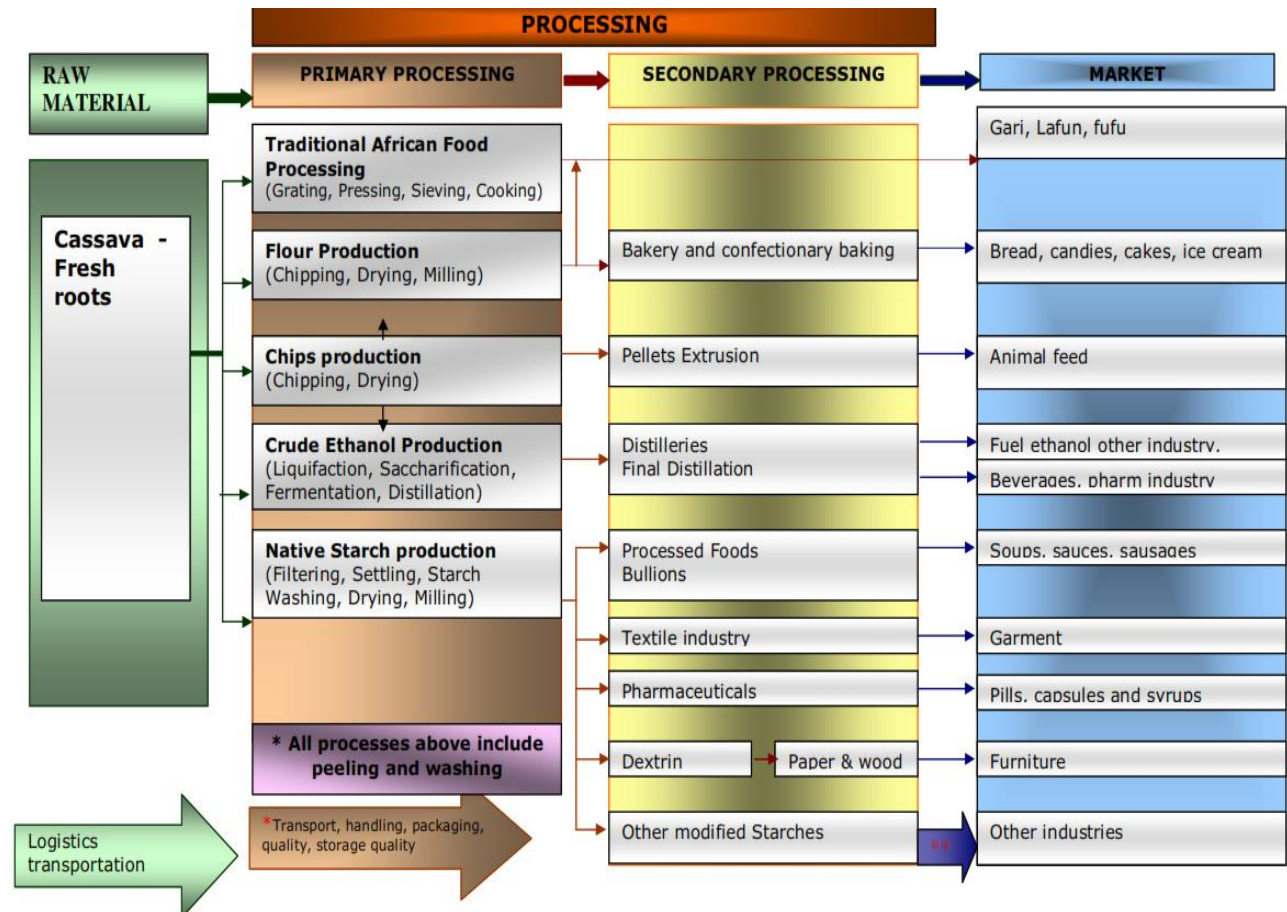 PROCESSING
RAW
MATERIAL
PRIMARY PROCESSING
SECONDARY PROCESSING
MARKET
Cassava -
Fresh
roots
Traditional African Food
Processing
(Grating, Pressing, Sieving, Cooking)
Gari, Lafun, fufu
Flour Production
(Chipping, Drying, Milling)
Bakery and confectionary baking
Bread, candies, cakes, ice cream
Chips production
(Chipping, Drying)
Pellets Extrusion
Animal feed
Crude Ethanol Production
(Liquifaction, Saccharification,
Fermentation, Distillation)
Distilleries
Final Distillation
Fuel ethanol other industry.
Beverages. pharm industry
Native Starch production
(Filtering, Settling, Starch
Washing, Drying, Milling)
Processed Foods
Bullions
Soups. sauces. sausages
Textile industry
Garment
Pharmaceuticals
Pills. capsules and syrups
* All processes above include
peeling and washing
Dextrin
Paper & wood
Furniture
Logistics
transportation
*Transport, handling, packaging,
quality, storage quality
Other modified Starches
**
Other industries